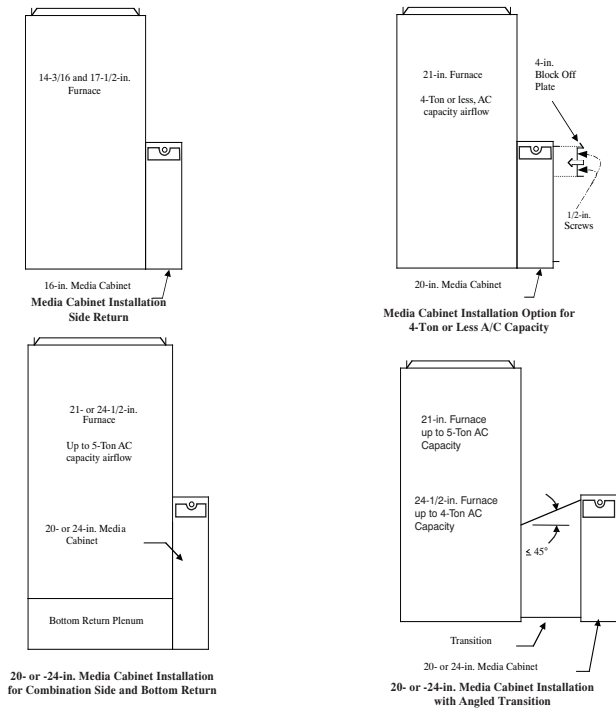 14-3/16 and 17-1/2-in.
Furnace
16-in. Media Cabinet
Media Cabinet Installation
Side Return
21-in. Furnace
4-Ton or less, AC
capacity airflow
4-in.
Block Off
Plate
1/2-in.
Screws
20-in. Media Cabinet
Media Cabinet Installation Option for
4-Ton or Less A/C Capacity
21- or 24-1/2-in.
Furnace
Up to 5-Ton AC
capacity airflow
20- or 24-in. Media
Cabinet
Bottom Return Plenum
20- or -24-in. Media Cabinet Installation
for Combination Side and Bottom Return
21-in. Furnace
up to 5-Ton AC
Capacity
24-1/2-in. Furnace
up to 4-Ton AC
Capacity
≤ 45°
Transition
20- or 24-in. Media Cabinet
20- or -24-in. Media Cabinet Installation
with Angled Transition